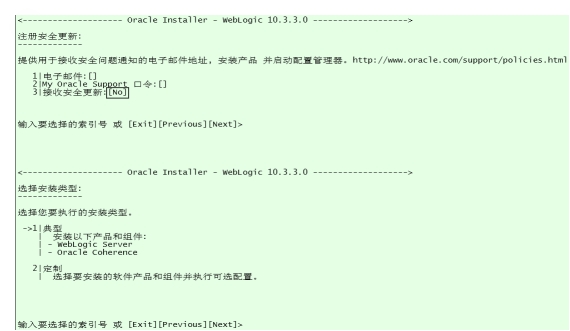 <---------------------- Oracle Installer - WebLogic 10.3.3.0 --------------------->
注册安全更新:
-------------
提供用于接收安全问题通知的电子邮件地址，安装产品 并启动配置管理器。http://www.oracle.com/support/policies.html
1|电子邮件:[]
2|My Oracle Support 口令:[]
3|接收安全更新:[No]
输入要选择的索引号 或 [Exit][Previous][Next]>
<---------------------- Oracle Installer - WebLogic 10.3.3.0 --------------------->
选择安装类型:
-------------
选择您要执行的安装类型。
->1|典型
| 安装以下产品和组件:
| - WebLogic Server
| - Oracle Coherence
2|定制
| 选择要安装的软件产品和组件并执行可选配置。
输入要选择的索引号 或 [Exit][Previous][Next]>